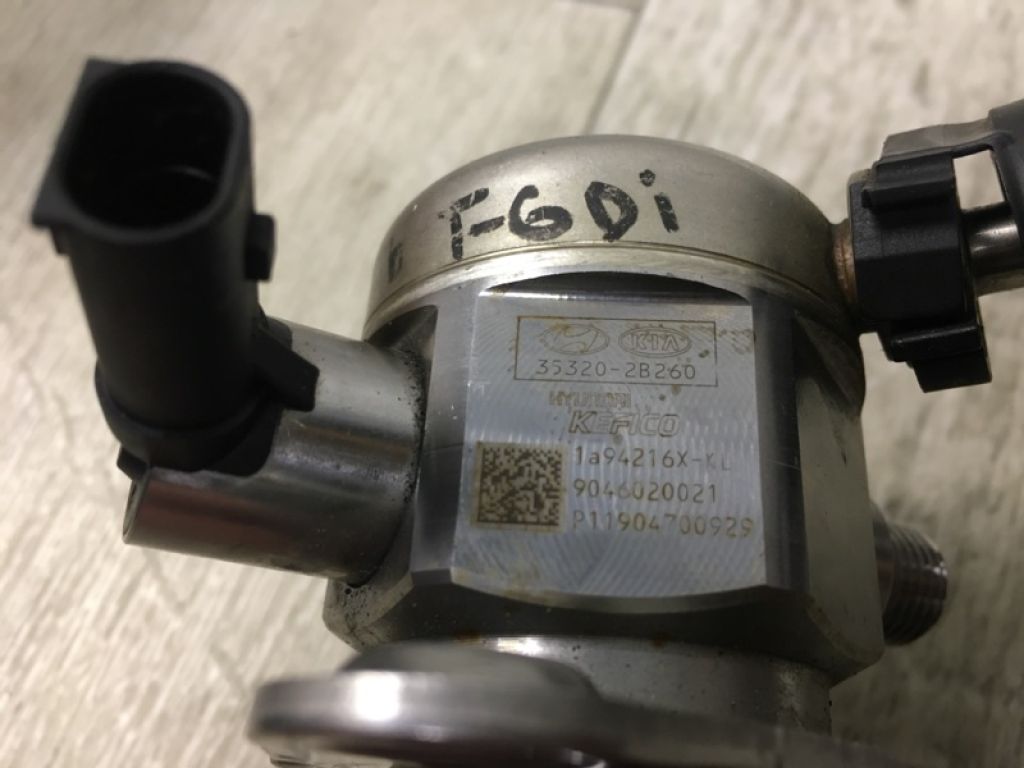 T-GDi
KIA
35320-2B260
HYUNDAI
KEFICO
1a94216X-KL
9046020021
P11904700929